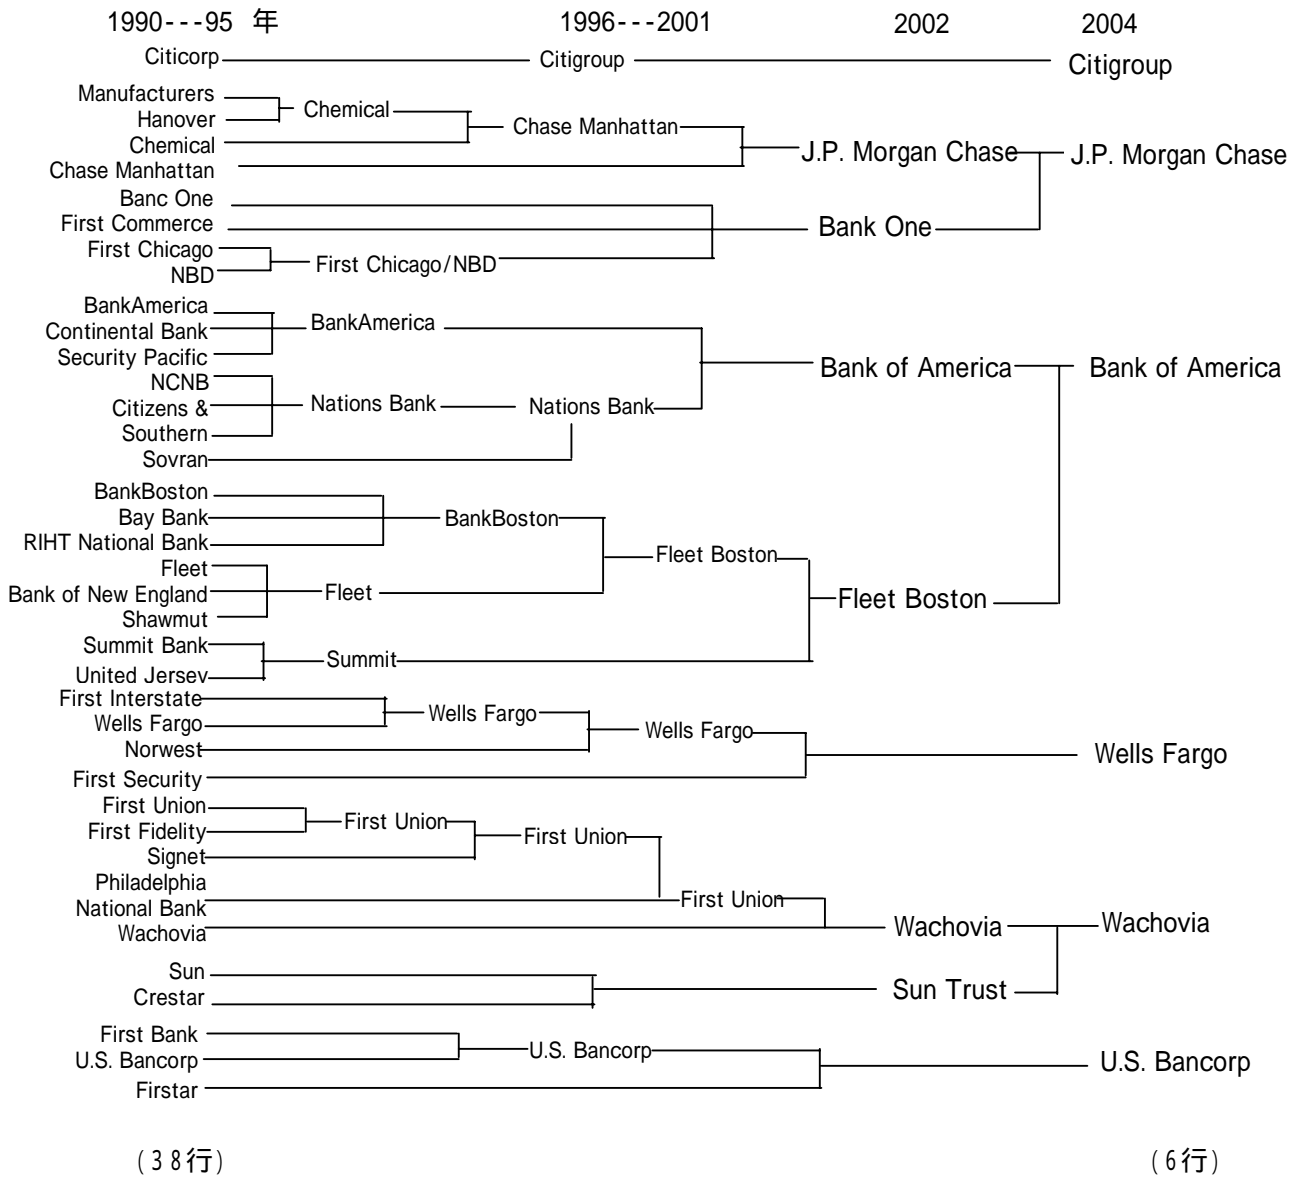 1990---95 年 1996---2001 2002 2004
Citicorp Citigroup Citigroup
Manufacturers
Hanover Chemical
Chemical Chase Manhattan
Chase Manhattan J.P. Morgan Chase J.P. Morgan Chase
Banc One
First Commerce Bank One
First Chicago
NBD First Chicago/NBD
BankAmerica
Continental Bank BankAmerica
Security Pacific Bank of America Bank of America
NCNB
Citizens & Nations Bank Nations Bank
Southern
Sovran
BankBoston
Bay Bank BankBoston
RIHT National Bank Fleet Boston
Fleet
Bank of New England Fleet Fleet Boston
Shawmut
Summit Bank Summit
United Jersev
First Interstate
Wells Fargo Wells Fargo Wells Fargo
Norwest Wells Fargo
First Security
First Union
First Fidelity First Union First Union
Signet
Philadelphia
National Bank First Union
Wachovia Wachovia Wachovia
Sun
Crestar Sun Trust
First Bank
U.S. Bancorp U.S. Bancorp U.S. Bancorp
Firstar
(38行) (6行)